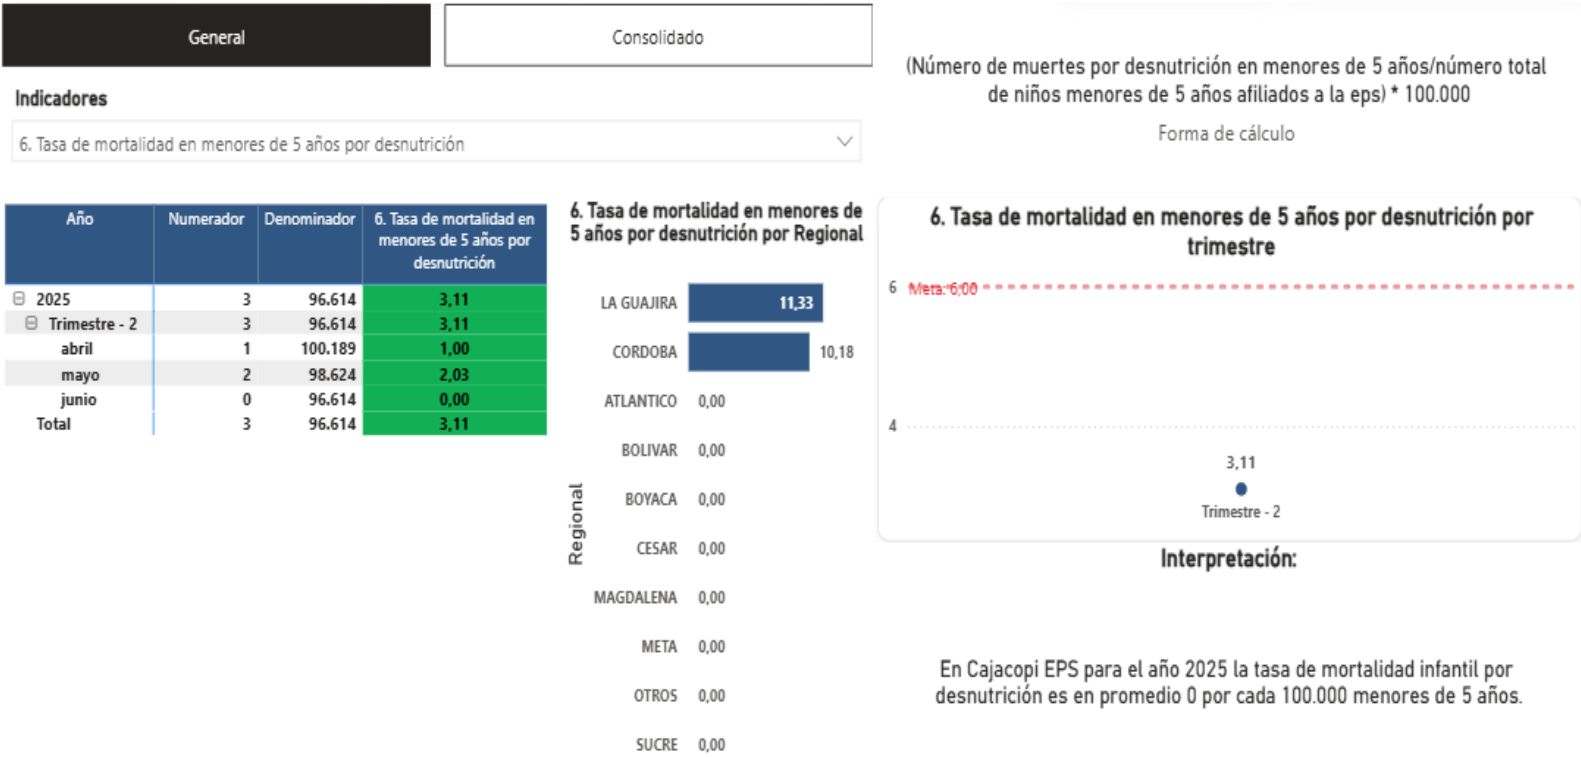 General
Consolidado
Indicadores
6. Tasa de mortalidad en menores de 5 años por desnutrición
(Número de muertes por desnutrición en menores de 5 años/número total
de niños menores de 5 años afiliados a la eps) * 100.000
Forma de cálculo
Año Numerador Denominador 6. Tasa de mortalidad en
menores de 5 años por
desnutrición
2025 3 96.614 3,11
Trimestre - 2 3 96.614 3,11
abril 1 100.189 1,00
mayo 2 98.624 2,03
junio 0 96.614 0,00
Total 3 96.614 3,11
6. Tasa de mortalidad en menores de
5 años por desnutrición por Regional
Regional
LA GUAJIRA 11,33
CORDOBA 10,18
ATLANTICO 0,00
BOLIVAR 0,00
BOYACA 0,00
CESAR 0,00
MAGDALENA 0,00
META 0,00
OTROS 0,00
SUCRE 0,00
6. Tasa de mortalidad en menores de 5 años por desnutrición por
trimestre
6 Meta: 6,00
4
3,11
Trimestre - 2
Interpretación:
En Cajacopi EPS para el año 2025 la tasa de mortalidad infantil por
desnutrición es en promedio 0 por cada 100.000 menores de 5 años.